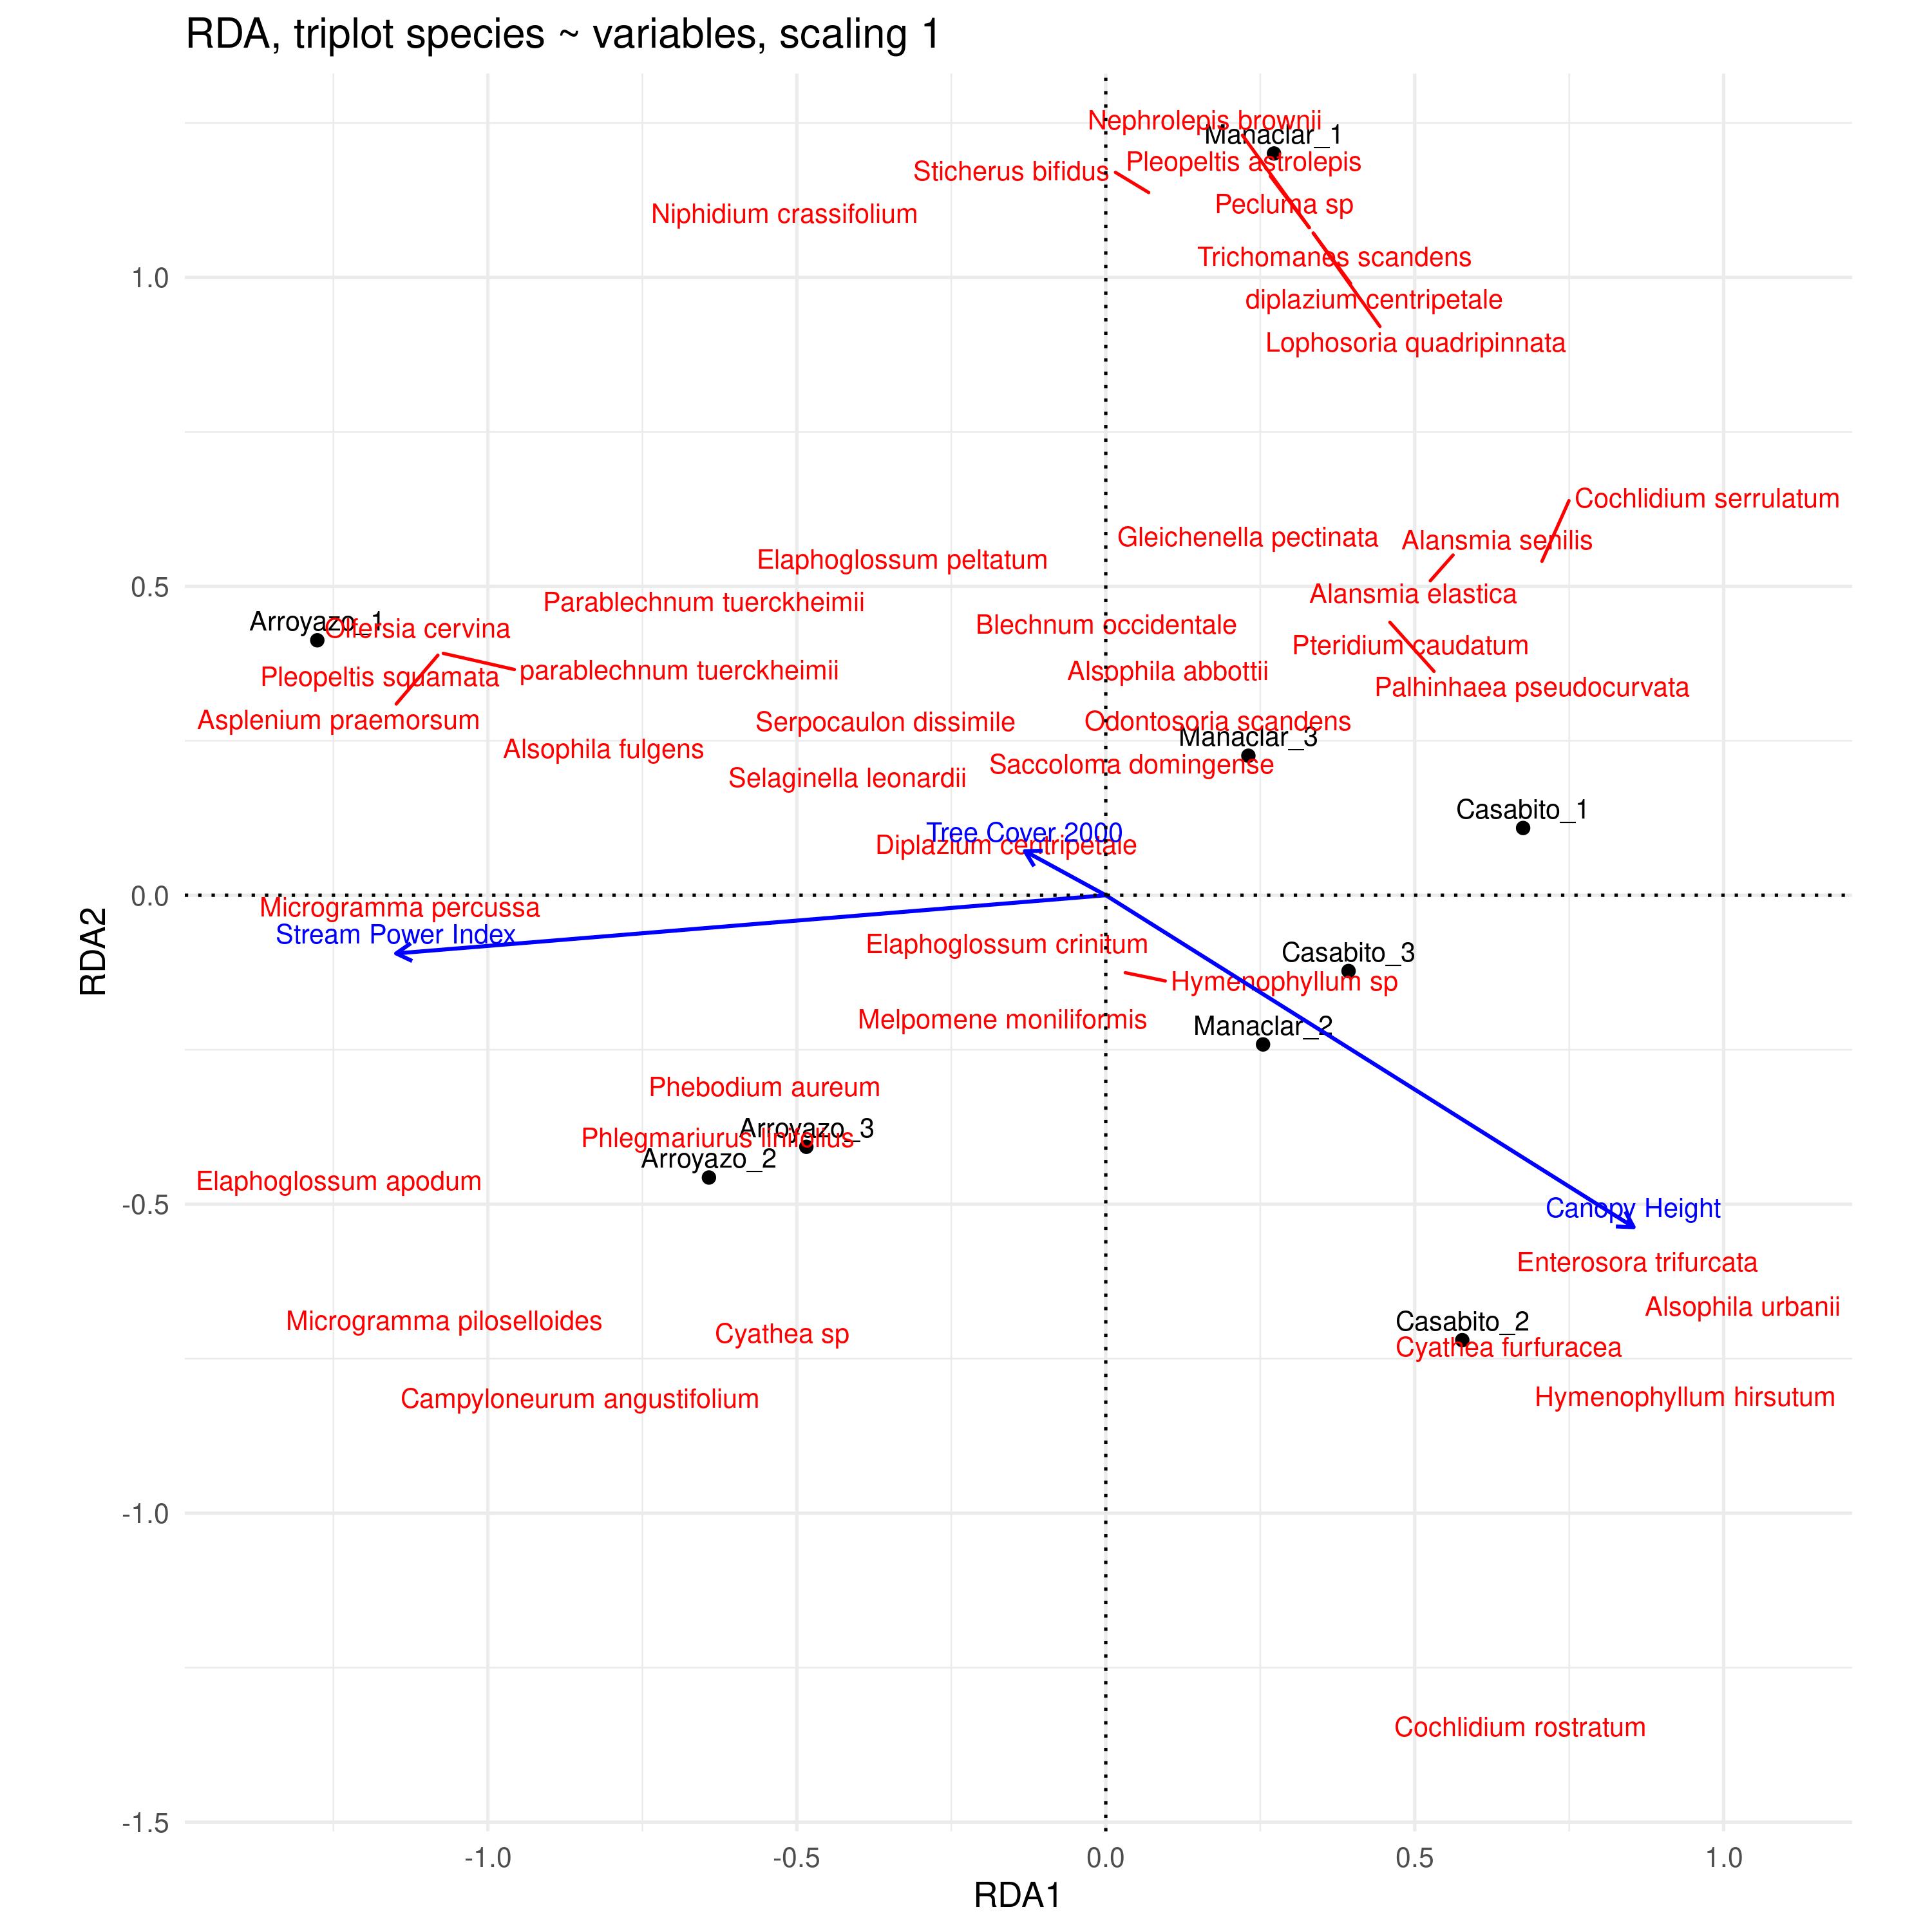 RDA, triplot species ~ variables, scaling 1
Nephrolepis brownii
Manaclar_1
Pleopeltis astrolepis
Sticherus bifidus
Pecluma sp
Niphidium crassifolium
Trichomanes scandens
1.0
diplazium centripetale
Lophosoria quadripinnata
Cochlidium serrulatum
Gleichenella pectinata
Alansmia senilis
Elaphoglossum peltatum
0.5
Alansmia elastica
Parablechnum tuerckheimii
Arroyazo_1
Olfersia cervina
Blechnum occidentale
Pteridium caudatum
Pleopeltis squamata
parablechnum tuerckheimii
Alsophila abbottii
Palhinhaea pseudocurvata
Asplenium praemorsum
Serpocaulon dissimile
Odontosoria scandens
Manaclar_3
Alsophila fulgens
Saccoloma domingense
Selaginella leonardii
Casabito_1
Tree Cover 2000
Diplazium centripetale
0.0
Microgramma percussa
Stream Power Index
Elaphoglossum crinitum
Casabito_3
Hymenophyllum sp
Melpomene moniliformis
Manaclar_2
Phebodium aureum
Arroyazo_3
Phlegmariurus linifolius
Arroyazo_2
Elaphoglossum apodum
-0.5
Canopy Height
Enterosora trifurcata
Alsophila urbanii
Microgramma piloselloides
Casabito_2
Cyathea sp
Cyathea furfuracea
Campyloneurum angustifolium
Hymenophyllum hirsutum
-1.0
Cochlidium rostratum
-1.5
RDA2
-1.0
-0.5
0.0
0.5
1.0
RDA1